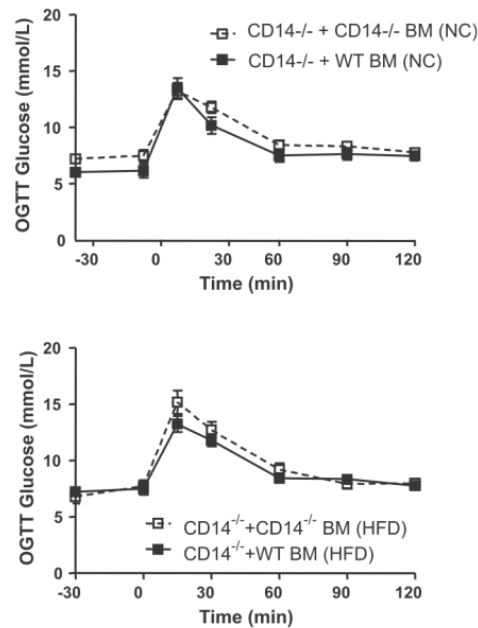 20
15
10
5
0
OGTT Glucose (mmol/L)
CD14-/- + CD14-/- BM (NC)
CD14-/- + WT BM (NC)
-30 0 30 60 90 120
Time (min)
20
15
10
5
0
OGTT Glucose (mmol/L)
CD14-/-+CD14-/- BM (HFD)
CD14-/-+WT BM (HFD)
-30 0 30 60 90 120
Time (min)